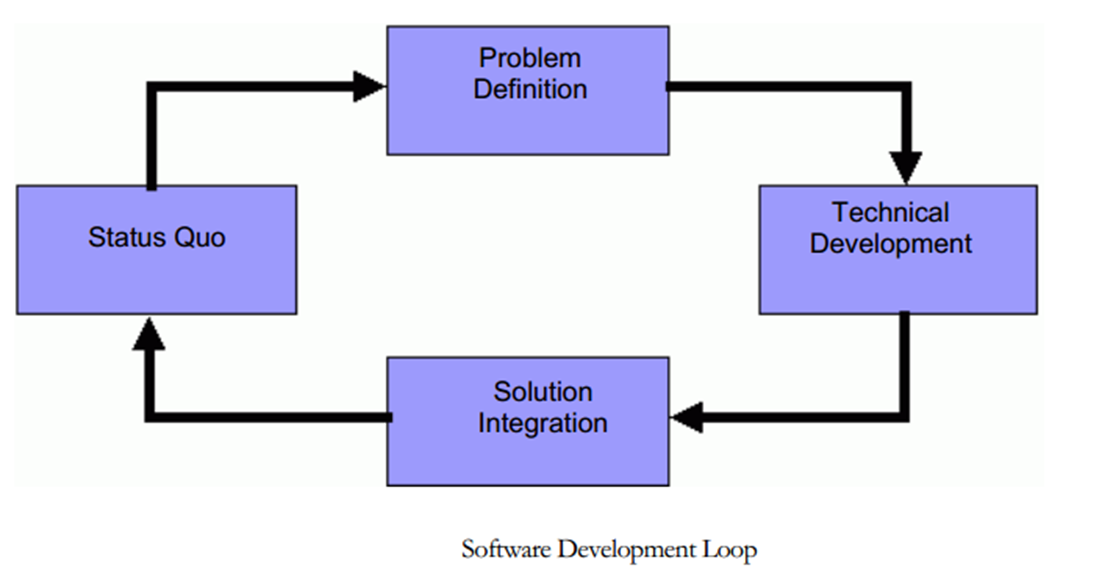 Problem
Definition
Status Quo
Technical
Development
Solution
Integration
Software Development Loop